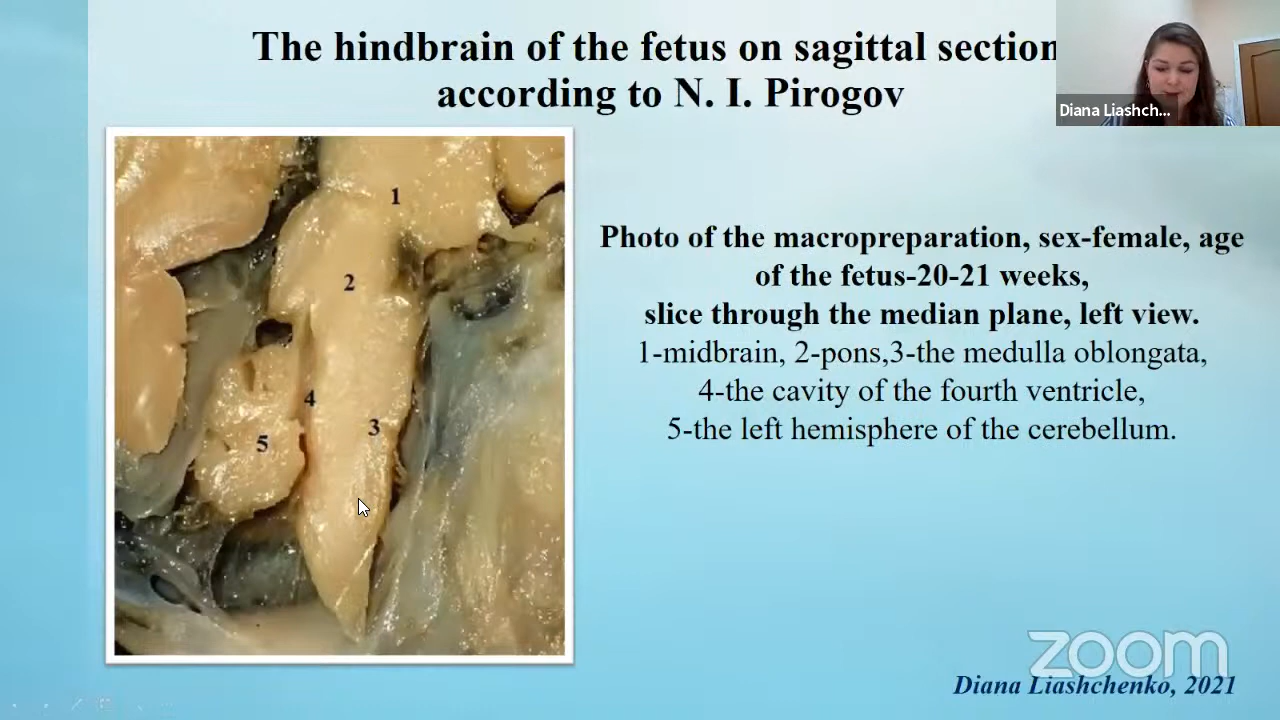 The hindbrain of the fetus on sagittal section
according to N. I. Pirogov
Diana Liashch...
1
2
4
3
5
Photo of the macropreparation, sex-female, age
of the fetus-20-21 weeks,
slice through the median plane, left view.
1-midbrain, 2-pons,3-the medulla oblongata,
4-the cavity of the fourth ventricle,
5-the left hemisphere of the cerebellum.
zoom
Diana Liashchenko, 2021